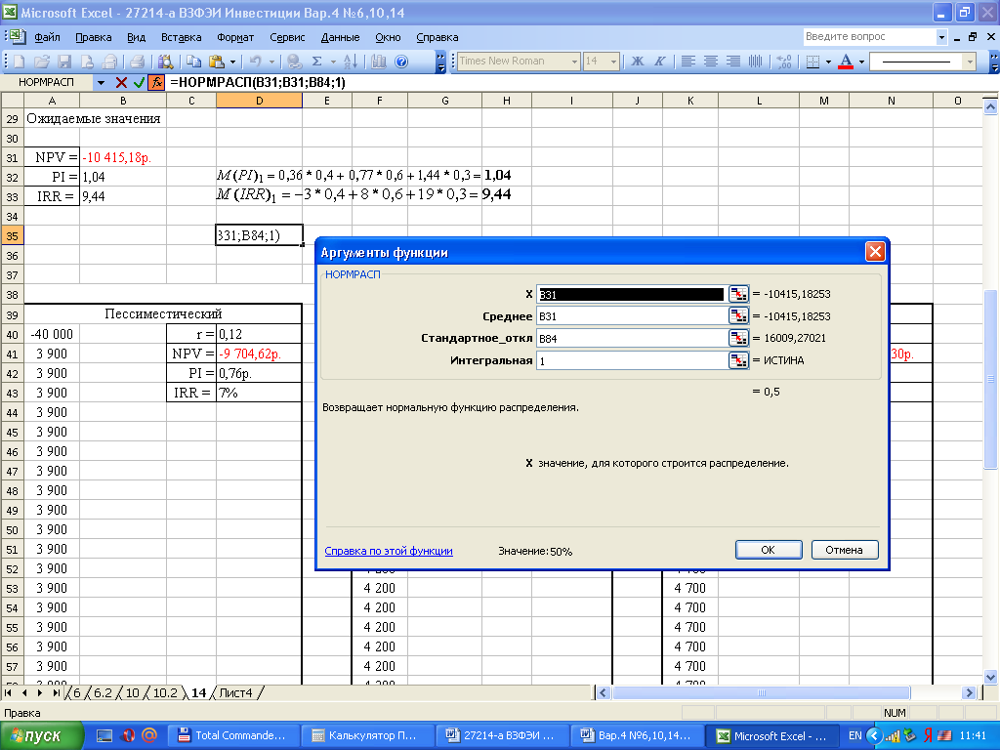 Microsoft Excel - 27214-а ВЗФЭИ Инвестиции Вар.4 №6,10,14
Файл Правка Вид Вставка Формат Сервис Данные Окно Справка Введите вопрос
Times New Roman 14 Ж К
НОРМРАСП =НОРМРАСП(B31;B31;B84;1)
A B C D E F G H I J K L M N O
29 Ожидаемые значения
30
31 NPV = -10 415,18р.
32 PI = 1,04 M (PI)1 = 0,36 * 0,4 + 0,77 * 0,6 + 1,44 * 0,3 = 1,04
33 IRR = 9,44 M (IRR)1 = −3 * 0,4 + 8 * 0,6 + 19 * 0,3 = 9,44
34
35 B31;B84;1)
36
37
38
39 Пессиместический
40 -40 000 r = 0,12
41 3 900 NPV = -9 704,62р. 30р.
42 3 900 PI = 0,76р.
43 3 900 IRR = 7%
44 3 900
45 3 900
46 3 900
47 3 900
48 3 900
49 3 900
50 3 900
51 3 900
52 3 900 4 200 4 700
53 3 900 4 200 4 700
54 3 900 4 200 4 700
55 3 900 4 200 4 700
56 3 900 4 200 4 700
57 3 900 4 200 4 700
Аргументы функции
НОРМРАСП
X B31 = -10415,18253
Среднее B31 = -10415,18253
Стандартное_откл B84 = 16009,27021
Интегральная 1 = ИСТИНА
= 0,5
Возвращает нормальную функцию распределения.
X значение, для которого строится распределение.
Справка по этой функции Значение:50% ОК Отмена
6 6.2 10 10.2 14 Лист4
Правка NUM
пуск Total Commande... Калькулятор П... 27214-а ВЗФЭИ ... Вар.4 №6,10,14... Microsoft Excel - ... EN 11:41